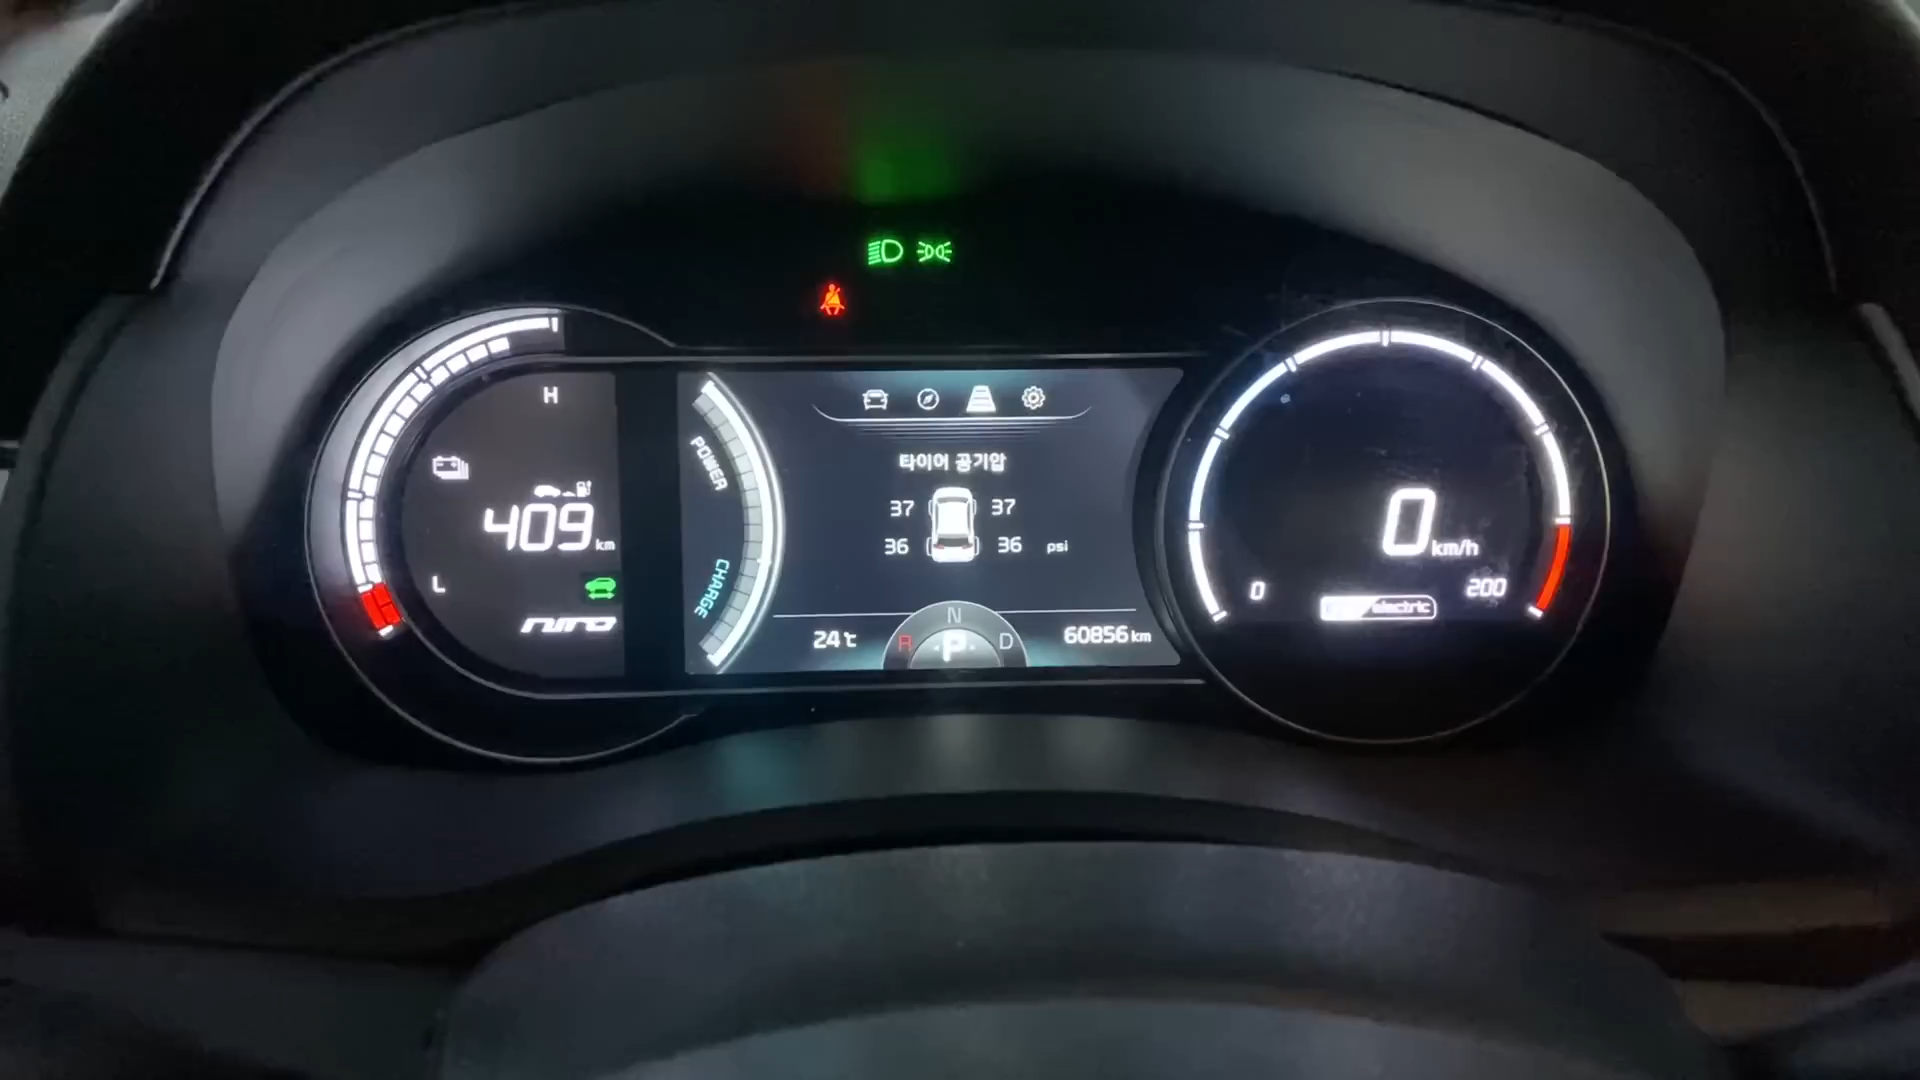 H
409 km
L
niro
POWER
CHARGE
타이어 공기압
37 37
36 36 psi
24℃
R N D
P
60856 km
0 km/h
0 200
electric